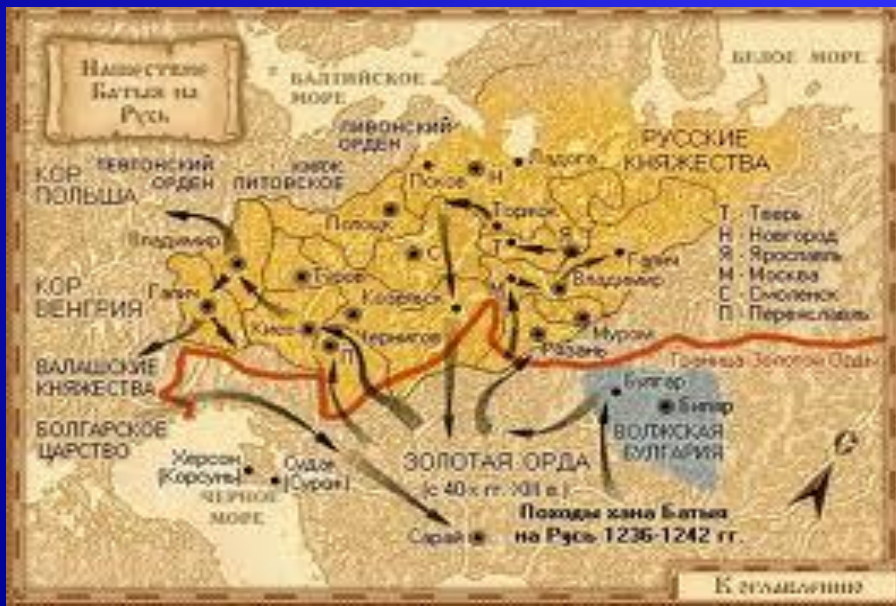 Нашествие
Батыя на
Русь
БАЛТИЙСКОЕ
МОРЕ
БЕЛОЕ МОРЕ
ЛИВОНСКИЙ
ОРДЕН
ТЕВТОНСКИЙ
ОРДЕН
КНЯЖ
ЛИТОВСКОЕ
РУССКИЕ
КНЯЖЕСТВА
КОР.
ПОЛЬША
Псков
Н
Ладога
Торжок
Полоцк
Т
Я
Галич
С
М
Владимир
Т - Тверь
Н - Новгород
Я - Ярославль
М - Москва
С - Смоленск
П - Переяславль
Владимир
Туров
КОР.
ВЕНГРИЯ
Галич
Козельск
Киев
Чернигов
П
Муром
Рязань
Граница Золотой Орды
ВАЛАШСКИЕ
КНЯЖЕСТВА
Булгар
Биляр
ВОЛЖСКАЯ
БУЛГАРИЯ
БОЛГАРСКОЕ
ЦАРСТВО
Херсон
(Корсунь)
Судак
(Сурож)
ЧЕРНОЕ
МОРЕ
ЗОЛОТАЯ ОРДА
(с 40х гг. XIII в.)
Сарай
Походы хана Батыя
на Русь 1236-1242 гг.
С
К оглавлению